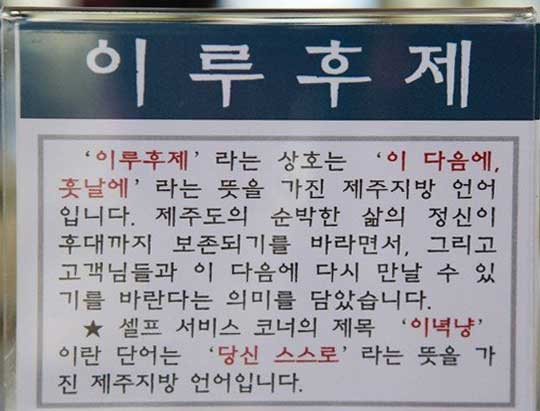 이루후제
‘이루후제’ 라는 상호는 ‘이 다음에,
훗날에’ 라는 뜻을 가진 제주지방 언어
입니다. 제주도의 순박한 삶의 정신이
후대까지 보존되기를 바라면서, 그리고
고객님들과 이 다음에 다시 만날 수 있
기를 바란다는 의미를 담았습니다.
★ 셀프 서비스 코너의 제목 ‘이녁냥’
이란 단어는 ‘당신 스스로’ 라는 뜻을 가
진 제주지방 언어입니다.